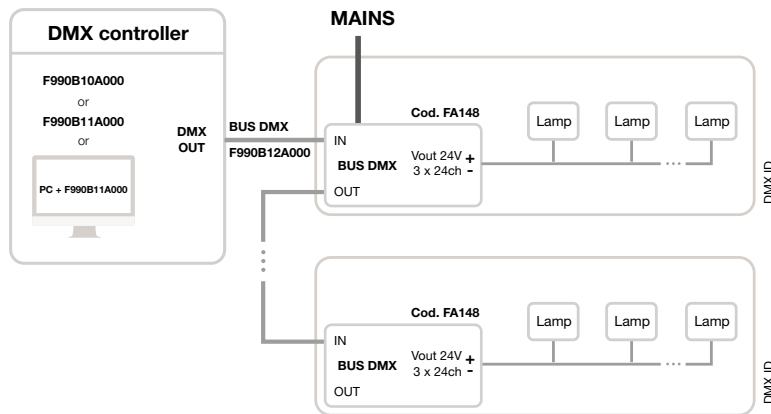 DMX controller
F990B10A000
or
F990B11A000
or
PC + F990B11A000
DMX
OUT
BUS DMX
F990B12A000
MAINS
Cod. FA148
IN
BUS DMX
OUT
Vout 24V
3 x 24ch
+
-
Lamp
Lamp
Lamp
DMX ID
Cod. FA148
IN
BUS DMX
OUT
Vout 24V
3 x 24ch
+
-
Lamp
Lamp
Lamp
DMX ID